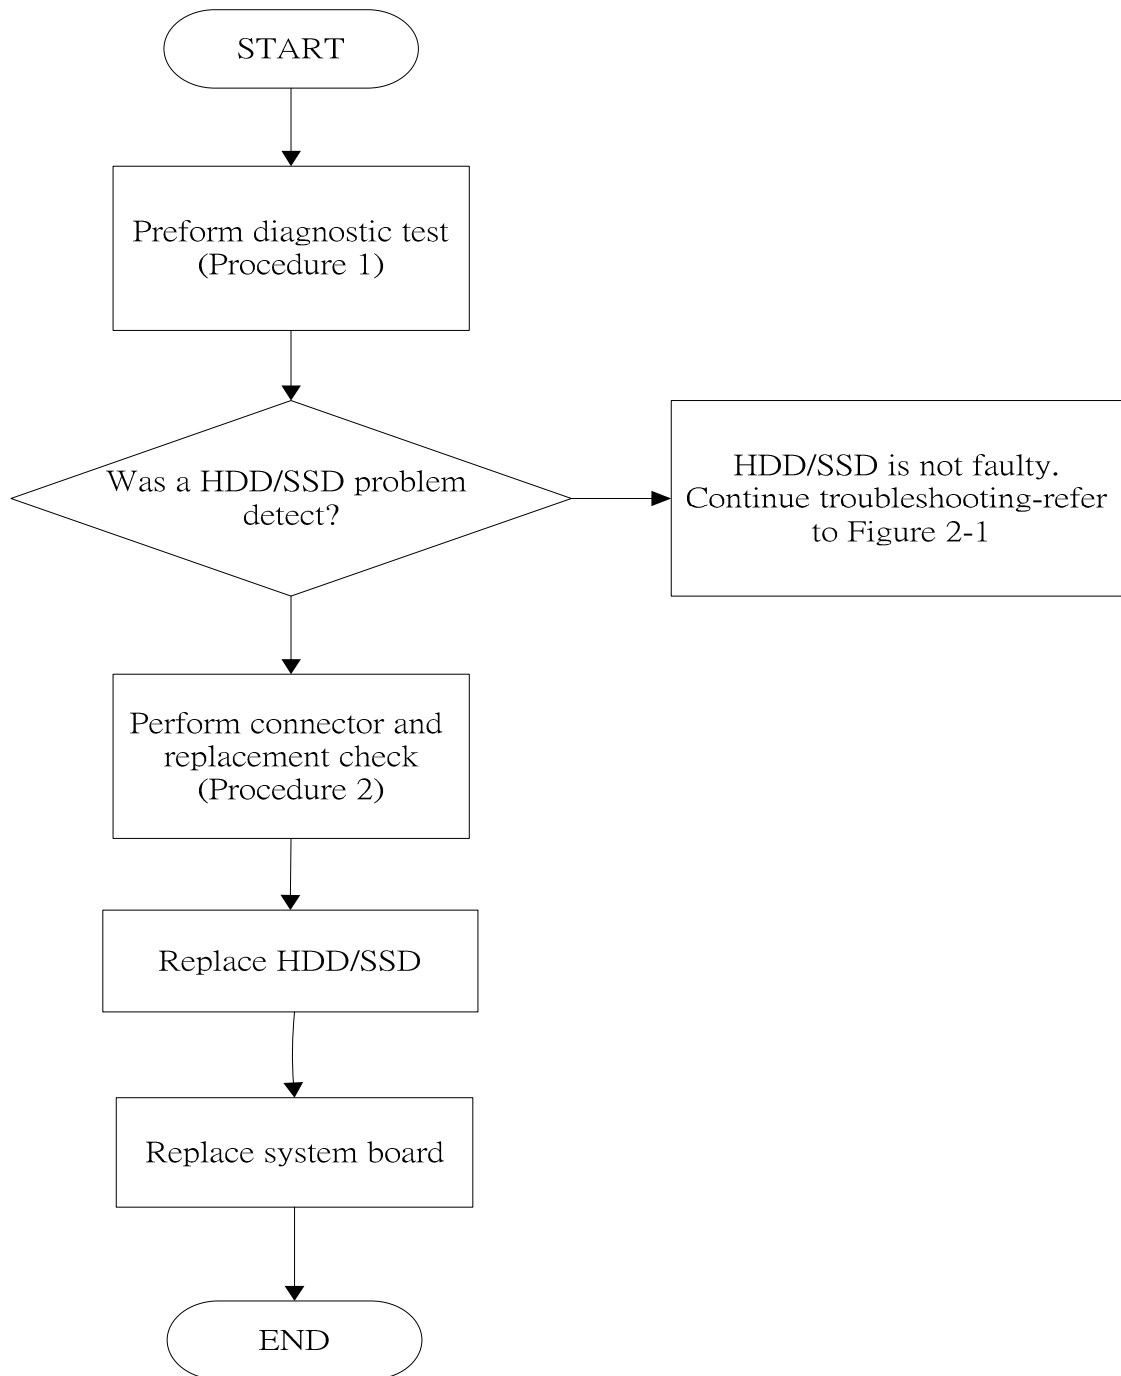 START
Preform diagnostic test
(Procedure 1)
Was a HDD/SSD problem
detect?
HDD/SSD is not faulty.
Continue troubleshooting-refer
to Figure 2-1
Perform connector and
replacement check
(Procedure 2)
Replace HDD/SSD
Replace system board
END